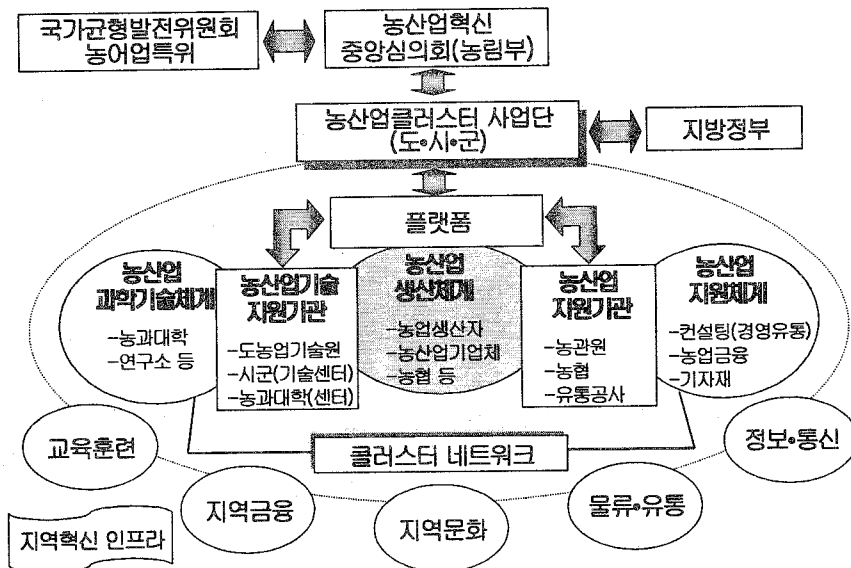 국가균형발전위원회
농어업특위
농산업혁신
중앙심의회(농림부)
농산업클러스터 사업단
(도•시•군)
지방정부
플랫폼
농산업
과학기술체계
-농과대학
-연구소 등
농산업기술
지원기관
-도농업기술원
-시군(기술센터)
-농과대학(센터)
농산업
생산체계
-농업생산자
-농산업기업체
-농협 등
농산업
지원기관
-농관원
-농협
-유통공사
농산업
지원체계
-컨설팅(경영유통)
-농업금융
-기자재
클러스터 네트워크
교육훈련
지역금융
지역문화
물류•유통
정보•통신
지역혁신 인프라